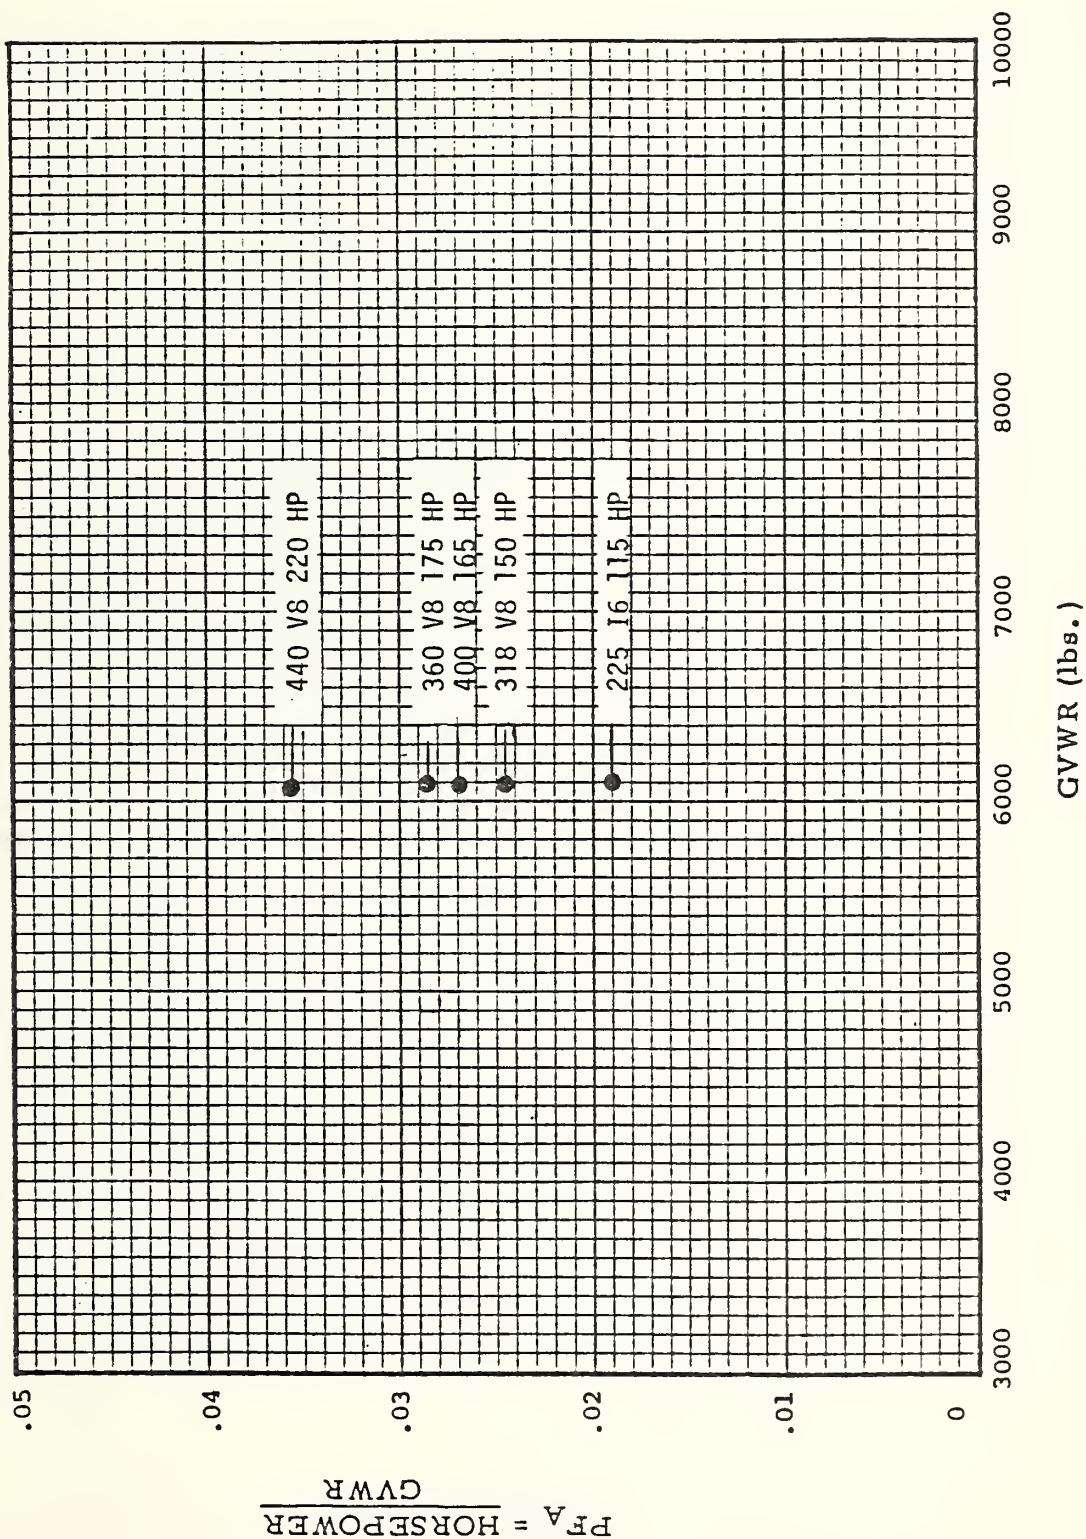 .05
.04
.03
.02
.01
0
PFA = HORSEPOWER
GVWR
440 V8 220 HP
360 V8 175 HP
400 V8 165 HP
318 V8 150 HP
225 I6 115 HP
3000 4000 5000 6000 7000 8000 9000 10000
GVWR (lbs.)